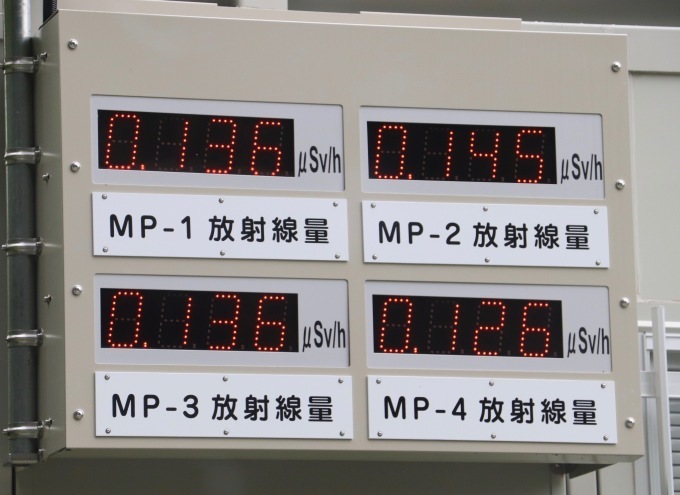 0.136 μSv/h
0.145 μSv/h
MP-1 放射線量
MP-2 放射線量
0.136 μSv/h
0.126 μSv/h
MP-3 放射線量
MP-4 放射線量